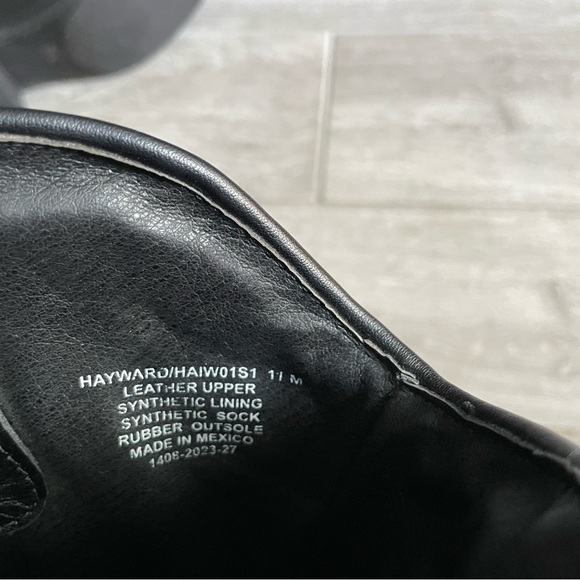 HAYWARD/HAIW01S1 11 M
LEATHER UPPER
SYNTHETIC LINING
SYNTHETIC SOCK
RUBBER OUTSOLE
MADE IN MEXICO
1408-2023-27